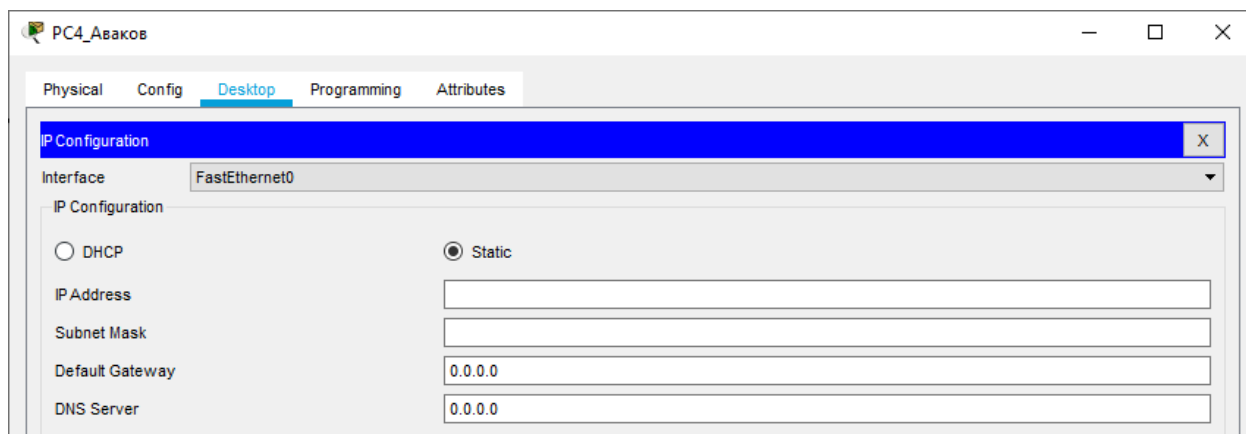 PC4_Аваков
Physical Config Desktop Programming Attributes
IP Configuration X
Interface FastEthernet0
IP Configuration
DHCP Static
IP Address
Subnet Mask
Default Gateway 0.0.0.0
DNS Server 0.0.0.0